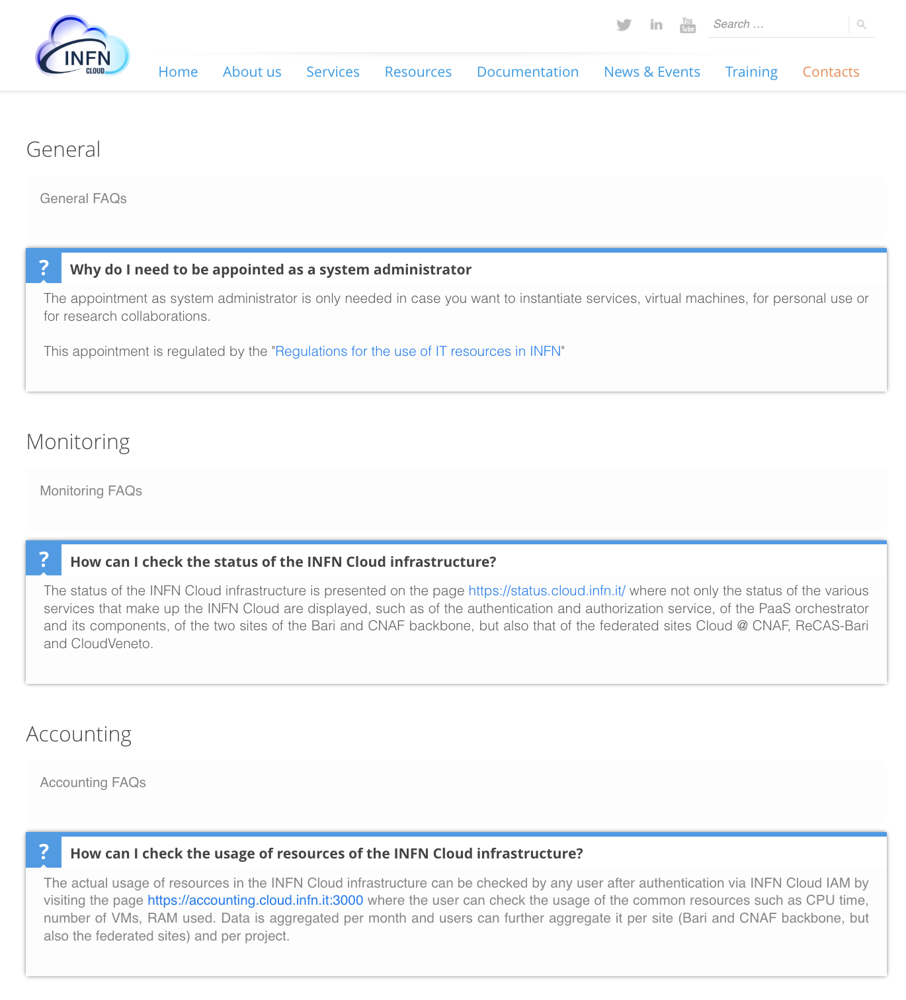 INFN
CLOUD
You
Tube
Search ...
Home About us Services Resources Documentation News & Events Training Contacts
General
General FAQs
? Why do I need to be appointed as a system administrator
The appointment as system administrator is only needed in case you want to instantiate services, virtual machines, for personal use or
for research collaborations.
This appointment is regulated by the "Regulations for the use of IT resources in INFN"
Monitoring
Monitoring FAQs
? How can I check the status of the INFN Cloud infrastructure?
The status of the INFN Cloud infrastructure is presented on the page https://status.cloud.infn.it/ where not only the status of the various
services that make up the INFN Cloud are displayed, such as of the authentication and authorization service, of the PaaS orchestrator
and its components, of the two sites of the Bari and CNAF backbone, but also that of the federated sites Cloud @ CNAF, ReCAS-Bari
and CloudVeneto.
Accounting
Accounting FAQs
? How can I check the usage of resources of the INFN Cloud infrastructure?
The actual usage of resources in the INFN Cloud infrastructure can be checked by any user after authentication via INFN Cloud IAM by
visiting the page https://accounting.cloud.infn.it:3000 where the user can check the usage of the common resources such as CPU time,
number of VMs, RAM used. Data is aggregated per month and users can further aggregate it per site (Bari and CNAF backbone, but
also the federated sites) and per project.